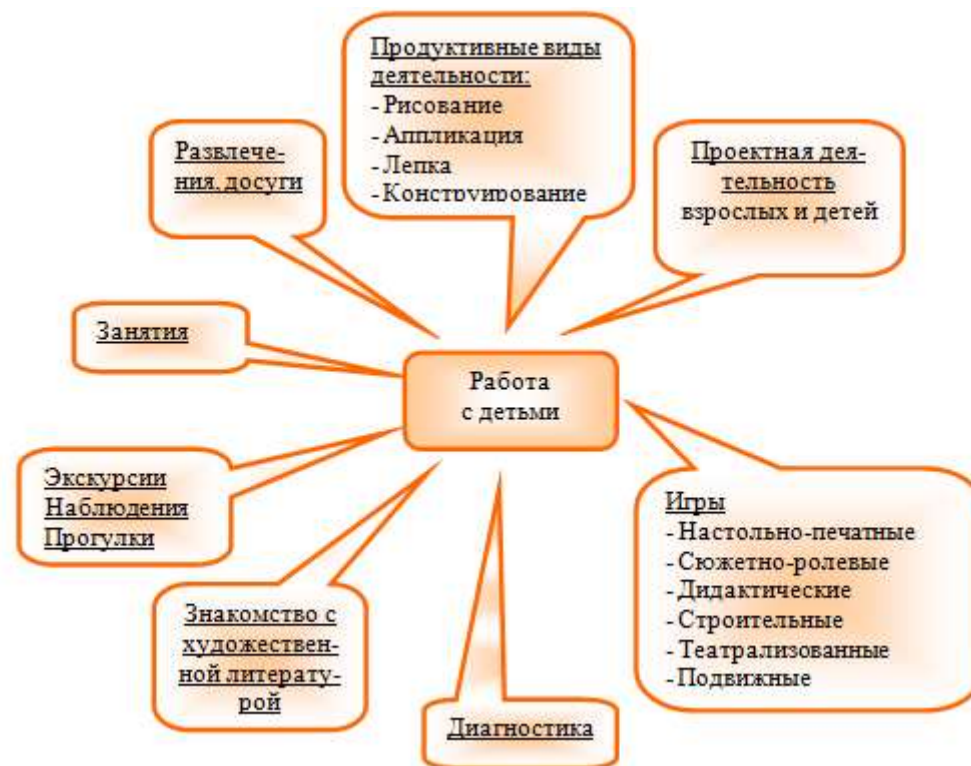 Продуктивные виды
деятельности:
- Рисование
- Аппликация
- Лепка
- Конструирование
Развлече-
ния, досуги
Проектная дея-
тельность
взрослых и детей
Занятия
Работа
с детьми
Экскурсии
Наблюдения
Прогулки
Игры
- Настольно-печатные
- Сюжетно-ролевые
- Дидактические
- Строительные
- Театрализованные
- Подвижные
Знакомство с
художествен-
ной литерату-
рой
Диагностика